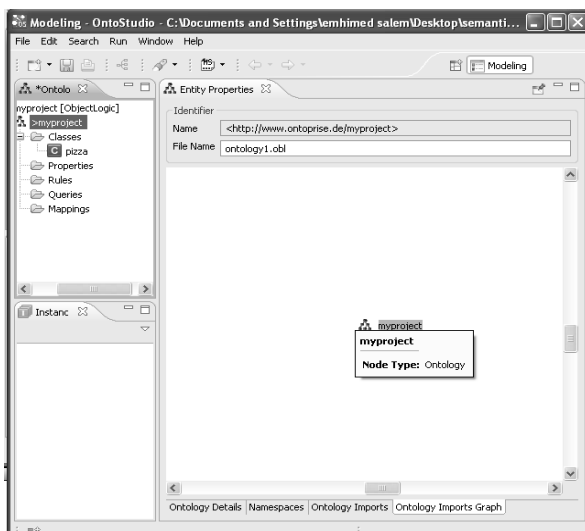 Modeling - OntoStudio - C:\Documents and Settings\emhimed salem\Desktop\semanti...
File Edit Search Run Window Help
Modeling
*Ontolo
Entity Properties
nyproject [ObjectLogic]
>myproject
Classes
C pizza
Properties
Rules
Queries
Mappings
Identifier
Name <http://www.ontoprise.de/myproject>
File Name ontology1.obl
Instanc
myproject
myproject
Node Type: Ontology
Ontology Details Namespaces Ontology Imports Ontology Imports Graph